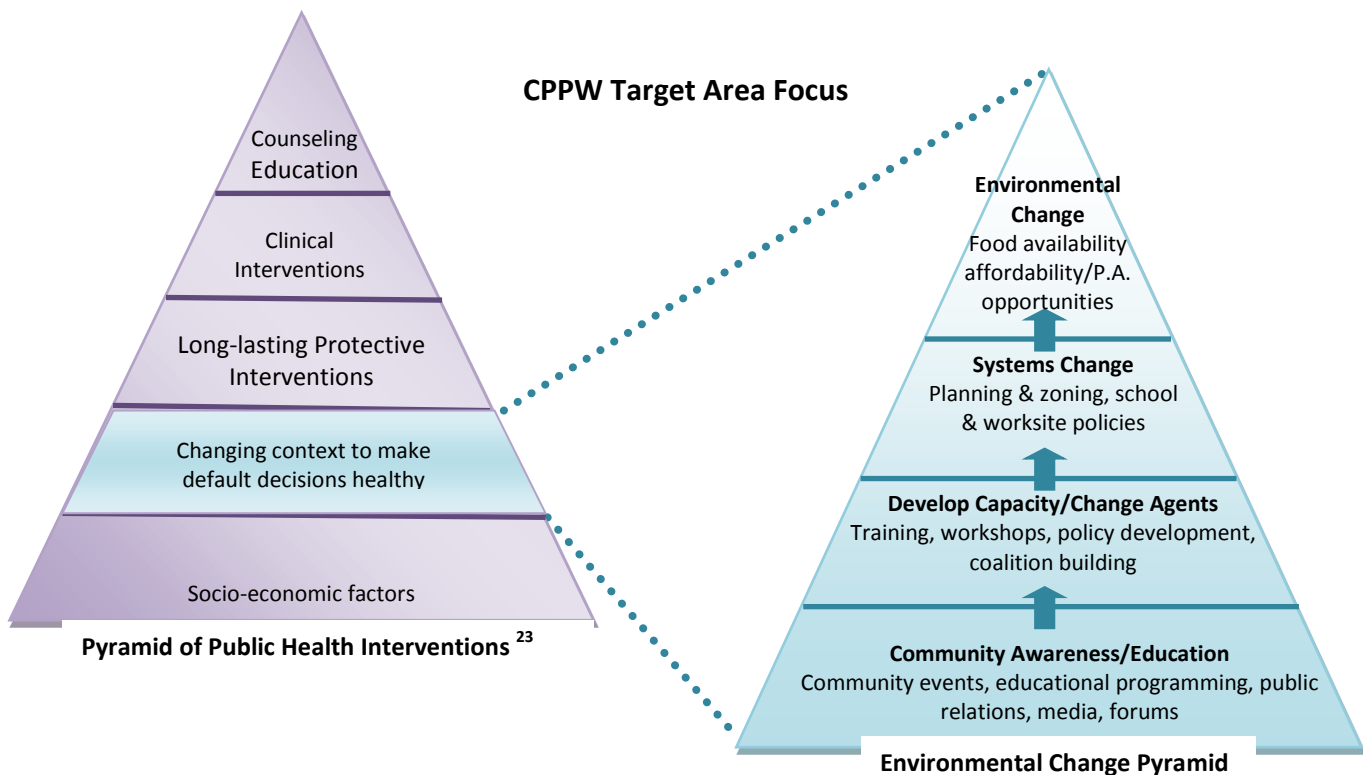 CPPW Target Area Focus
Counseling
Education
Clinical
Interventions
Long-lasting Protective
Interventions
Changing context to make
default decisions healthy
Socio-economic factors
Pyramid of Public Health Interventions 23
Environmental
Change
Food availability
affordability/P.A.
opportunities
Systems Change
Planning & zoning, school
& worksite policies
Develop Capacity/Change Agents
Training, workshops, policy development,
coalition building
Community Awareness/Education
Community events, educational programming, public
relations, media, forums
Environmental Change Pyramid